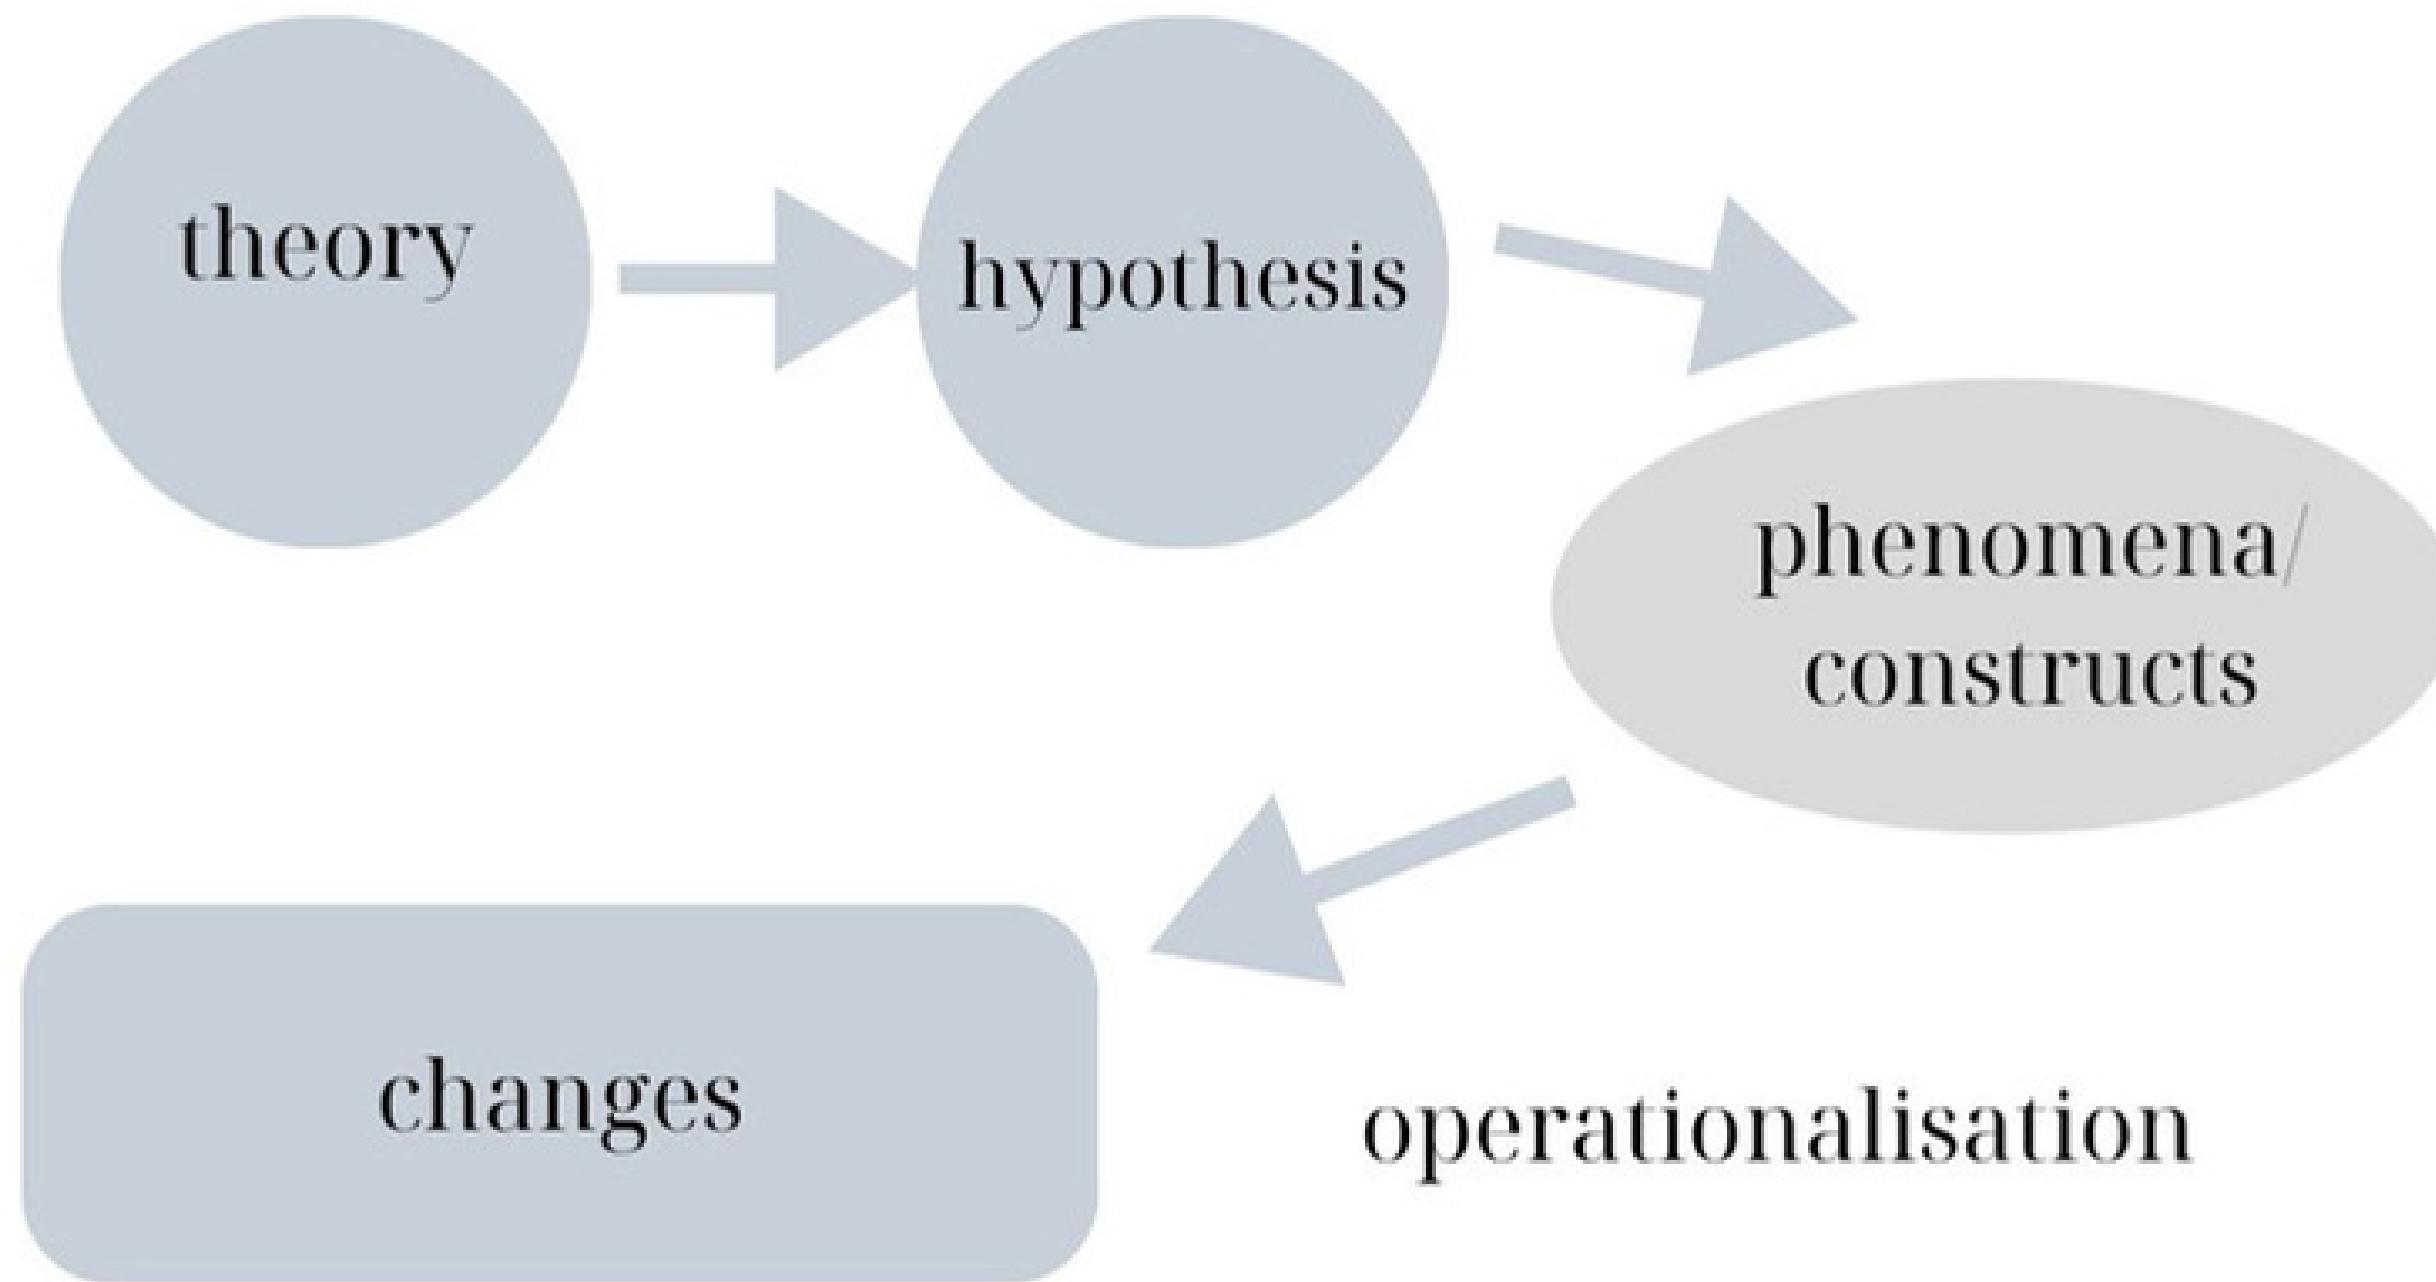 theory
hypothesis
phenomena/
constructs
changes
operationalisation